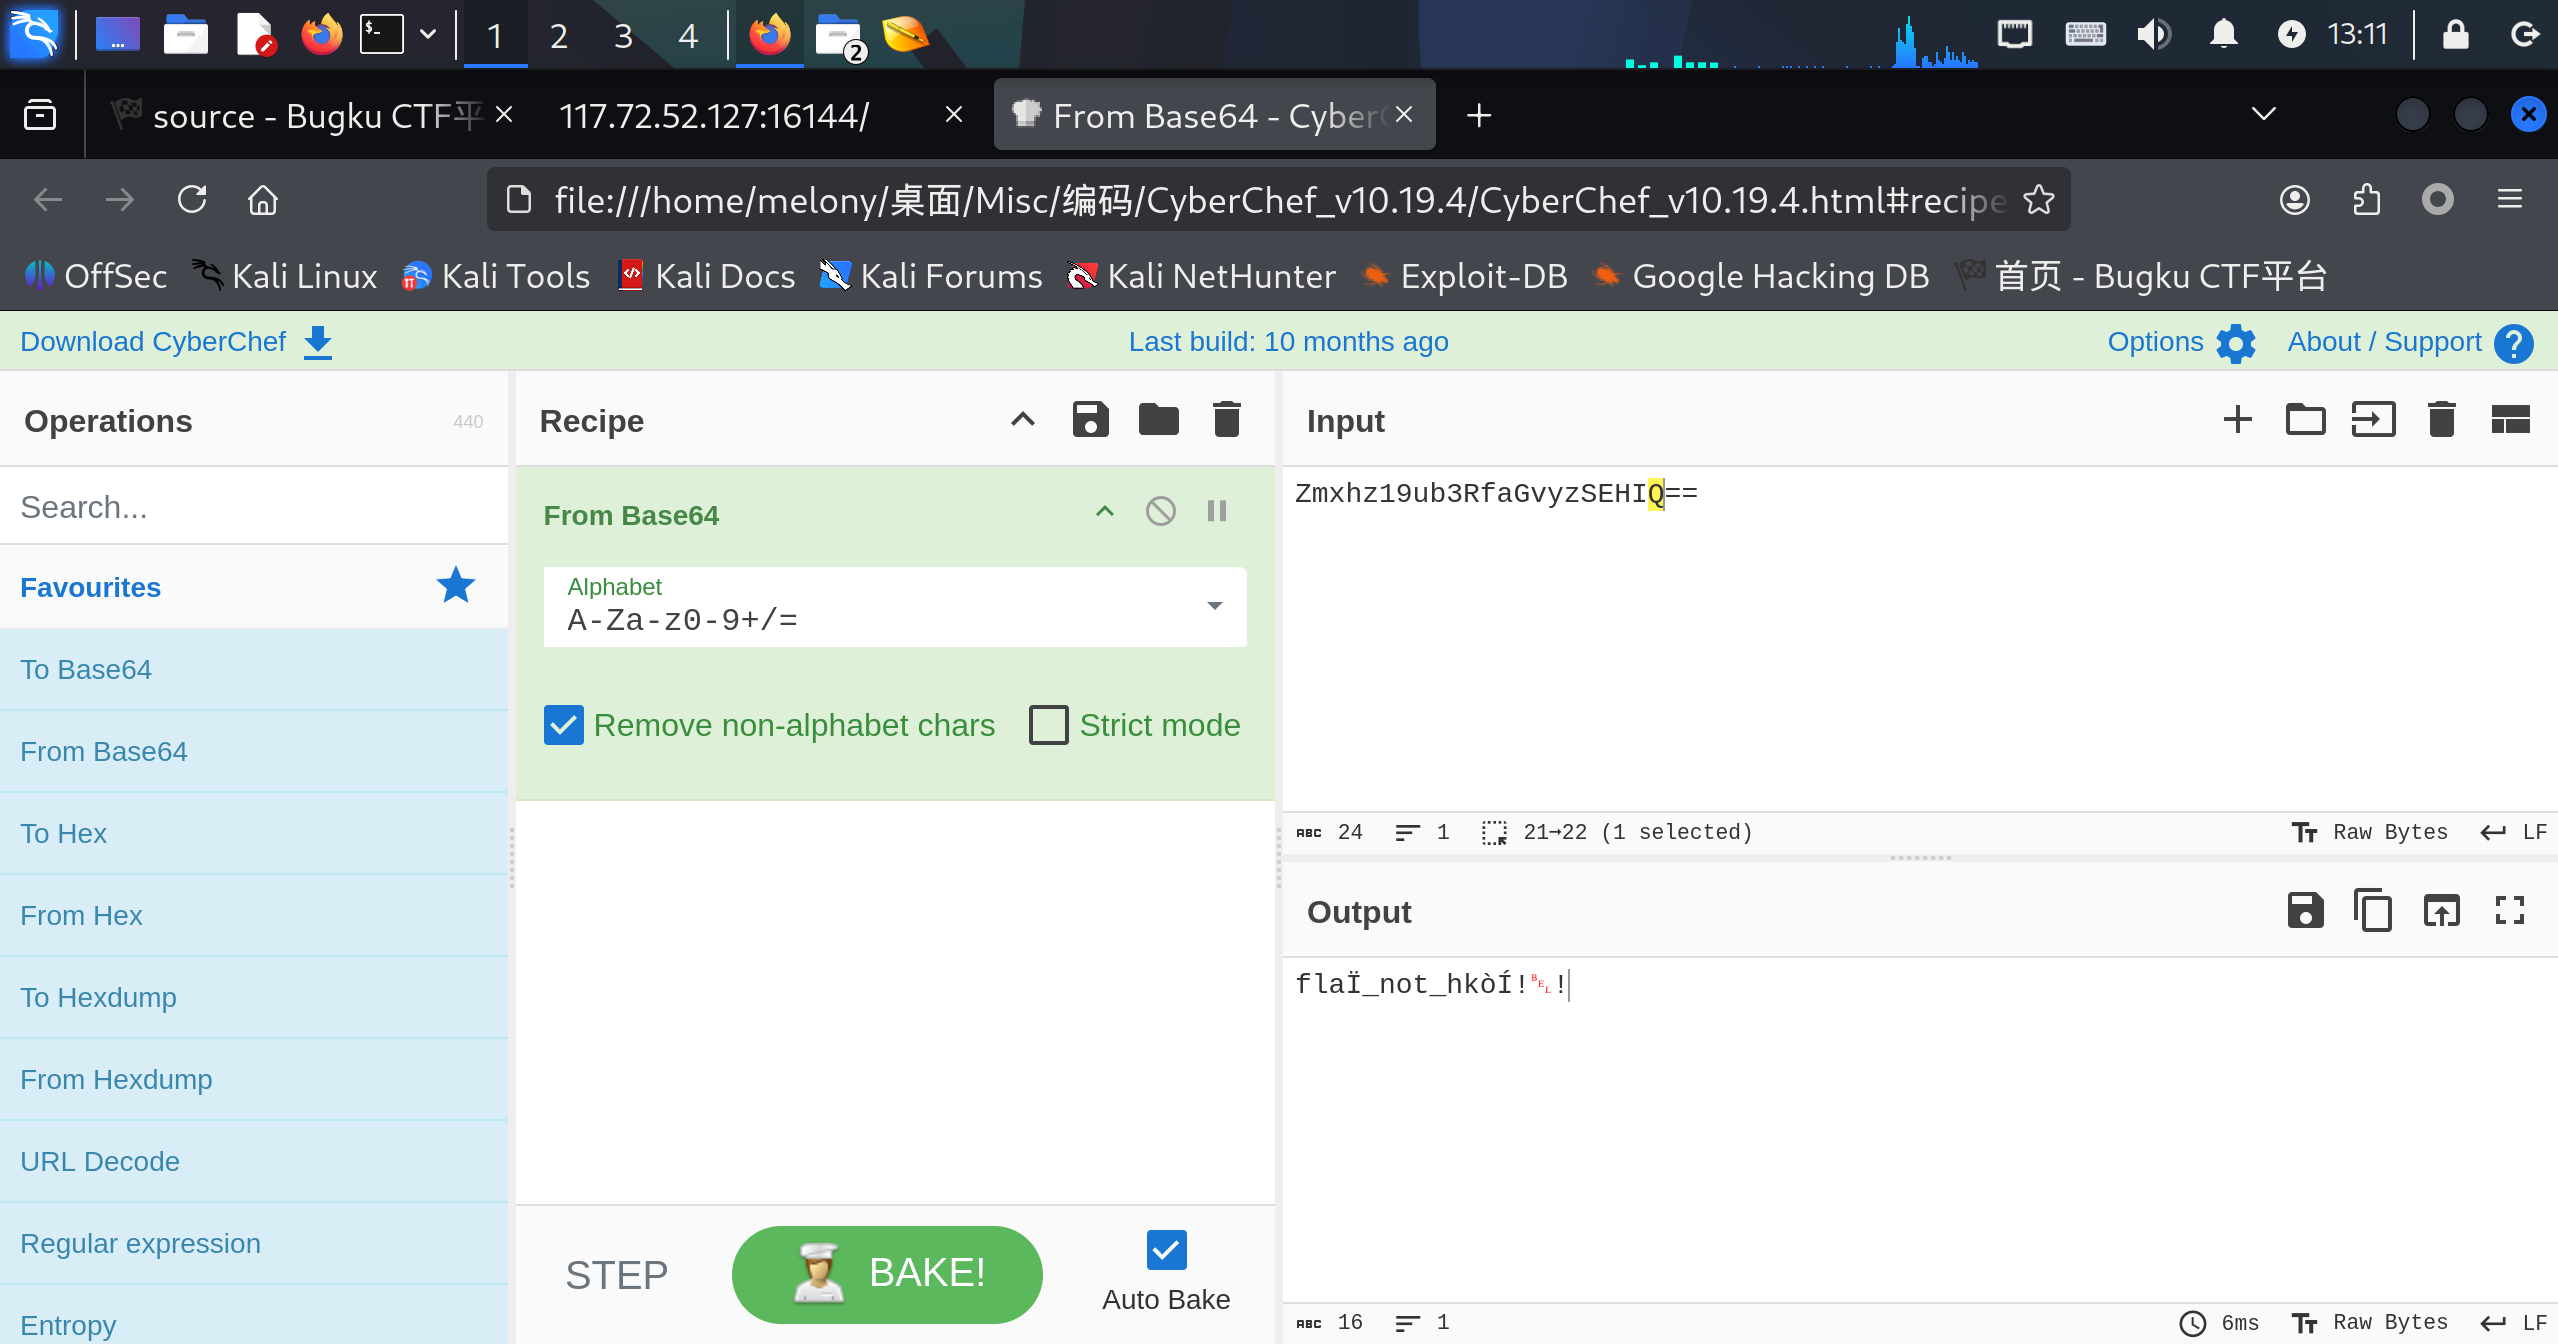 1 2 3 4 2 13:11
source - Bugku CTF平 117.72.52.127:16144/ From Base64 - CyberC
file:///home/melony/桌面/Misc/编码/CyberChef_v10.19.4/CyberChef_v10.19.4.html#recipe
OffSec Kali Linux Kali Tools Kali Docs Kali Forums Kali NetHunter Exploit-DB Google Hacking DB 首页 - Bugku CTF平台
Download CyberChef Last build: 10 months ago Options About / Support
Operations 440
Search...
Favourites
To Base64
From Base64
To Hex
From Hex
To Hexdump
From Hexdump
URL Decode
Regular expression
Entropy
Recipe
From Base64
Alphabet
A-Za-z0-9+/=
Remove non-alphabet chars Strict mode
STEP BAKE! Auto Bake
Input
Zmxhz19ub3RfaGvyzSEHIQ==
ABC 24 1 21→22 (1 selected) Raw Bytes LF
Output
flaÏ_not_hkòÍ!␇!
ABC 16 1 6ms Raw Bytes LF